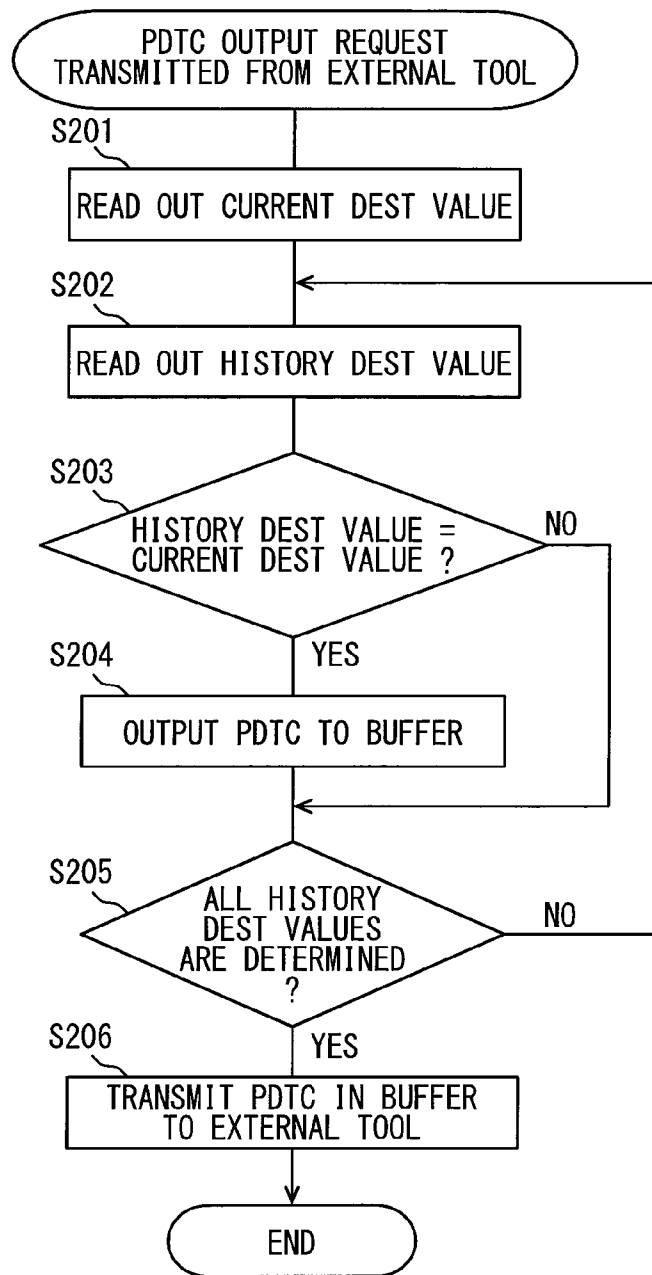 PDTC OUTPUT REQUEST
TRANSMITTED FROM EXTERNAL TOOL
S201
READ OUT CURRENT DEST VALUE
S202
READ OUT HISTORY DEST VALUE
S203
HISTORY DEST VALUE =
CURRENT DEST VALUE ?
NO
YES
S204
OUTPUT PDTC TO BUFFER
S205
ALL HISTORY
DEST VALUES
ARE DETERMINED
?
NO
YES
S206
TRANSMIT PDTC IN BUFFER
TO EXTERNAL TOOL
END